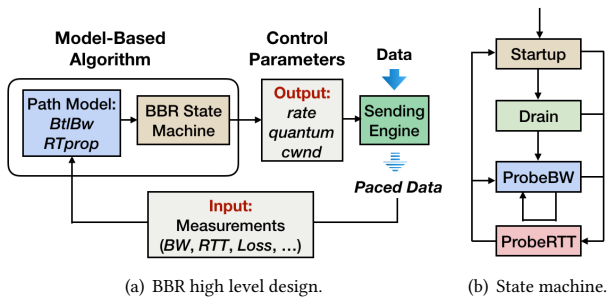 Model-Based
Algorithm
Control
Parameters
Data
Path Model:
BtlBw
RTprop
BBR State
Machine
Output:
rate
quantum
cwnd
Sending
Engine
Paced Data
Input:
Measurements
(BW, RTT, Loss, ...)
(a) BBR high level design.
Startup
Drain
ProbeBW
ProbeRTT
(b) State machine.